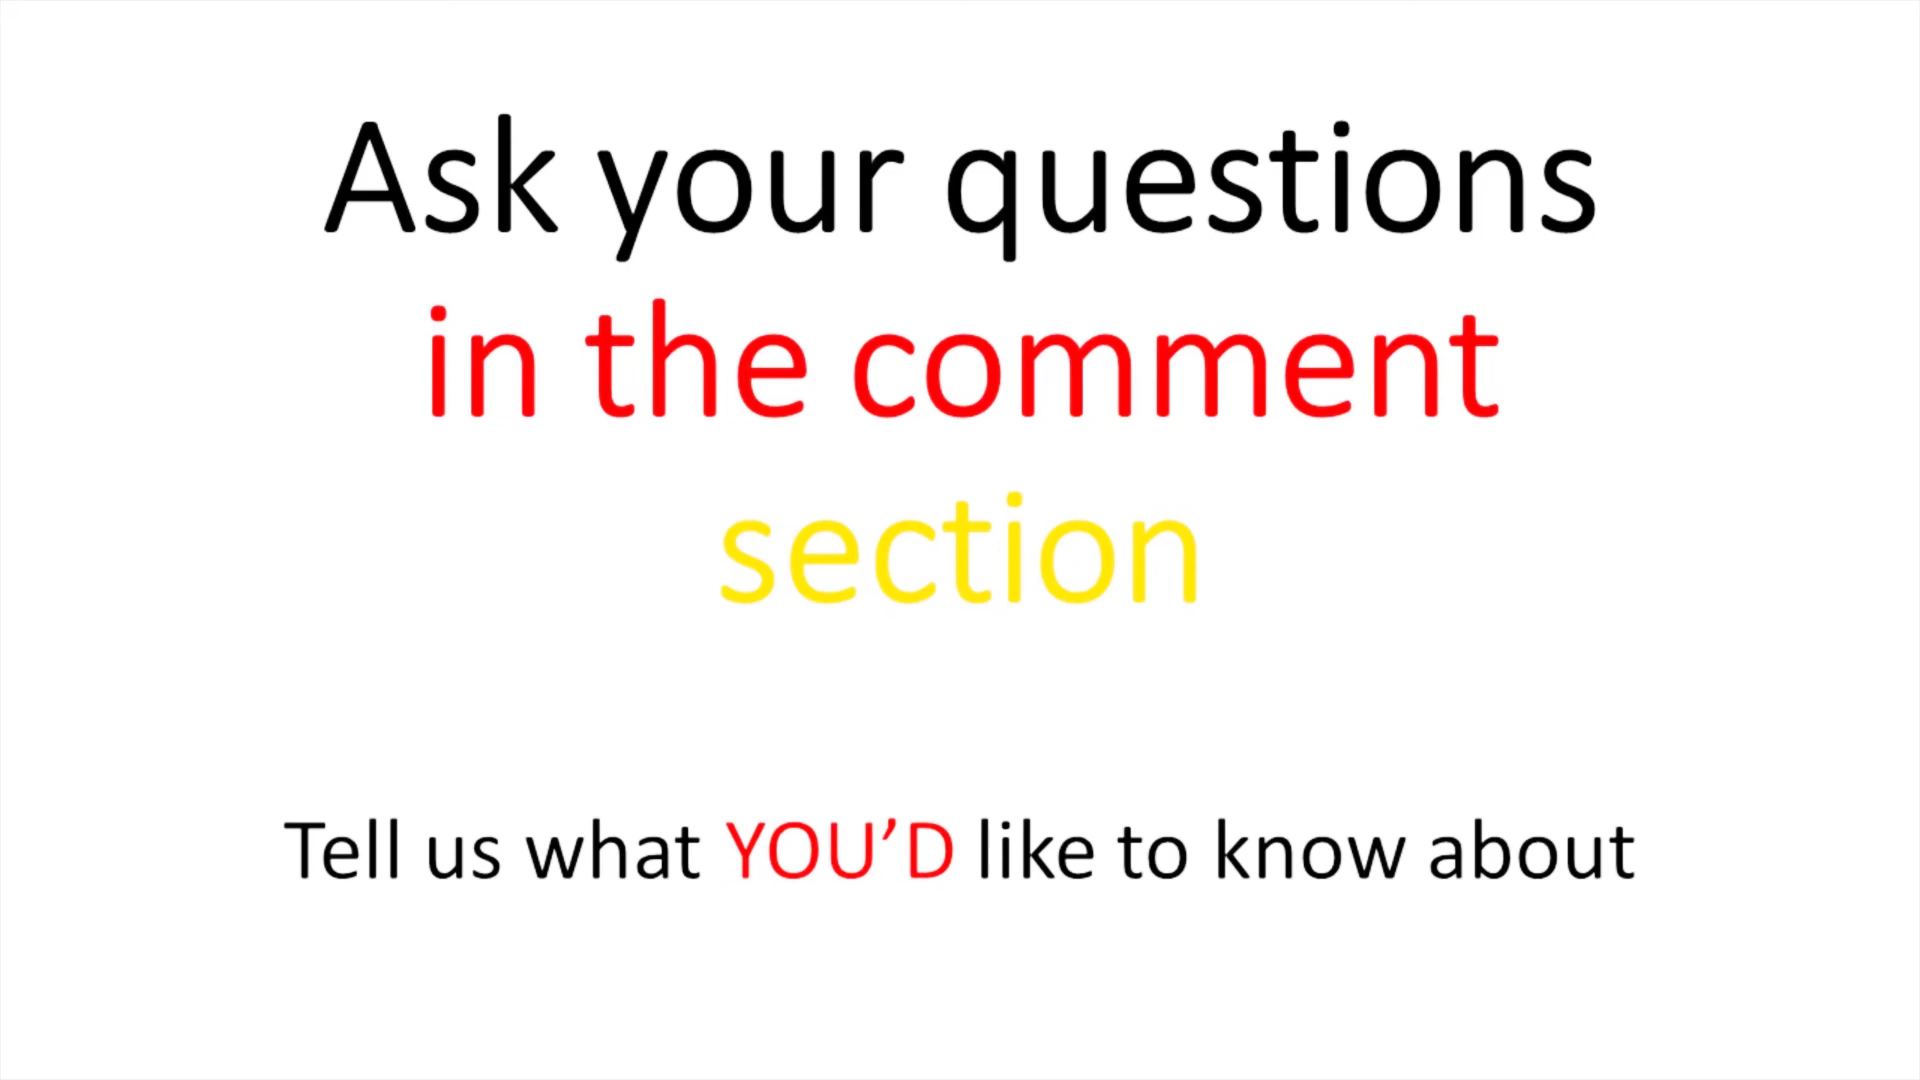 Ask your questions
in the comment
section
Tell us what YOU’D like to know about